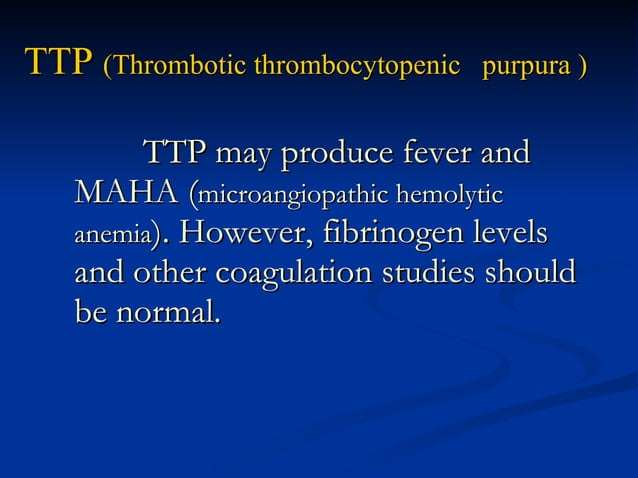 TTP (Thrombotic thrombocytopenic purpura )
TTP may produce fever and
MAHA (microangiopathic hemolytic
anemia). However, fibrinogen levels
and other coagulation studies should
be normal.